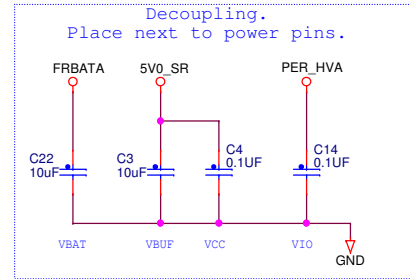 Decoupling.
Place next to power pins.
FRBATA 5V0_SR PER_HVA
C22 10uF
C3 10uF
C4 0.1UF
C14 0.1UF
VBAT VBUF VCC VIO
GND